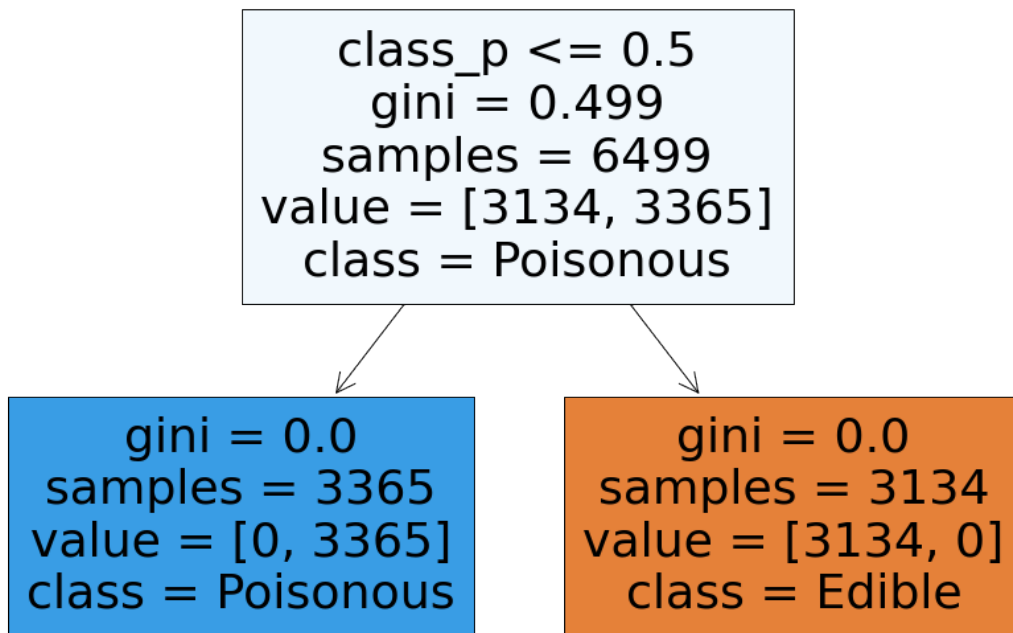 class_p <= 0.5
gini = 0.499
samples = 6499
value = [3134, 3365]
class = Poisonous
gini = 0.0
samples = 3365
value = [0, 3365]
class = Poisonous
gini = 0.0
samples = 3134
value = [3134, 0]
class = Edible